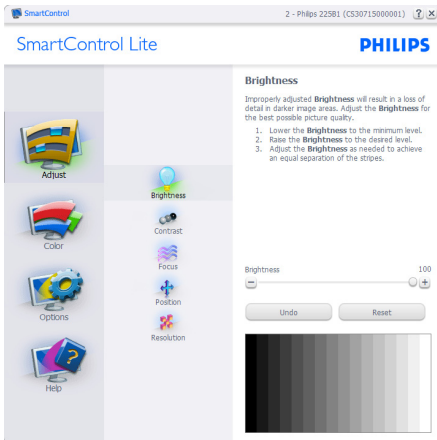 SmartControl
2 - Philips 225B1 (CS30715000001)
SmartControl Lite
PHILIPS
Adjust
Color
Options
Help
Brightness
Contrast
Focus
Position
Resolution
Brightness
Improperly adjusted Brightness will result in a loss of
detail in darker image areas. Adjust the Brightness for
the best possible picture quality.
1. Lower the Brightness to the minimum level.
2. Raise the Brightness to the desired level.
3. Adjust the Brightness as needed to achieve
an equal separation of the stripes.
Brightness 100
Undo Reset